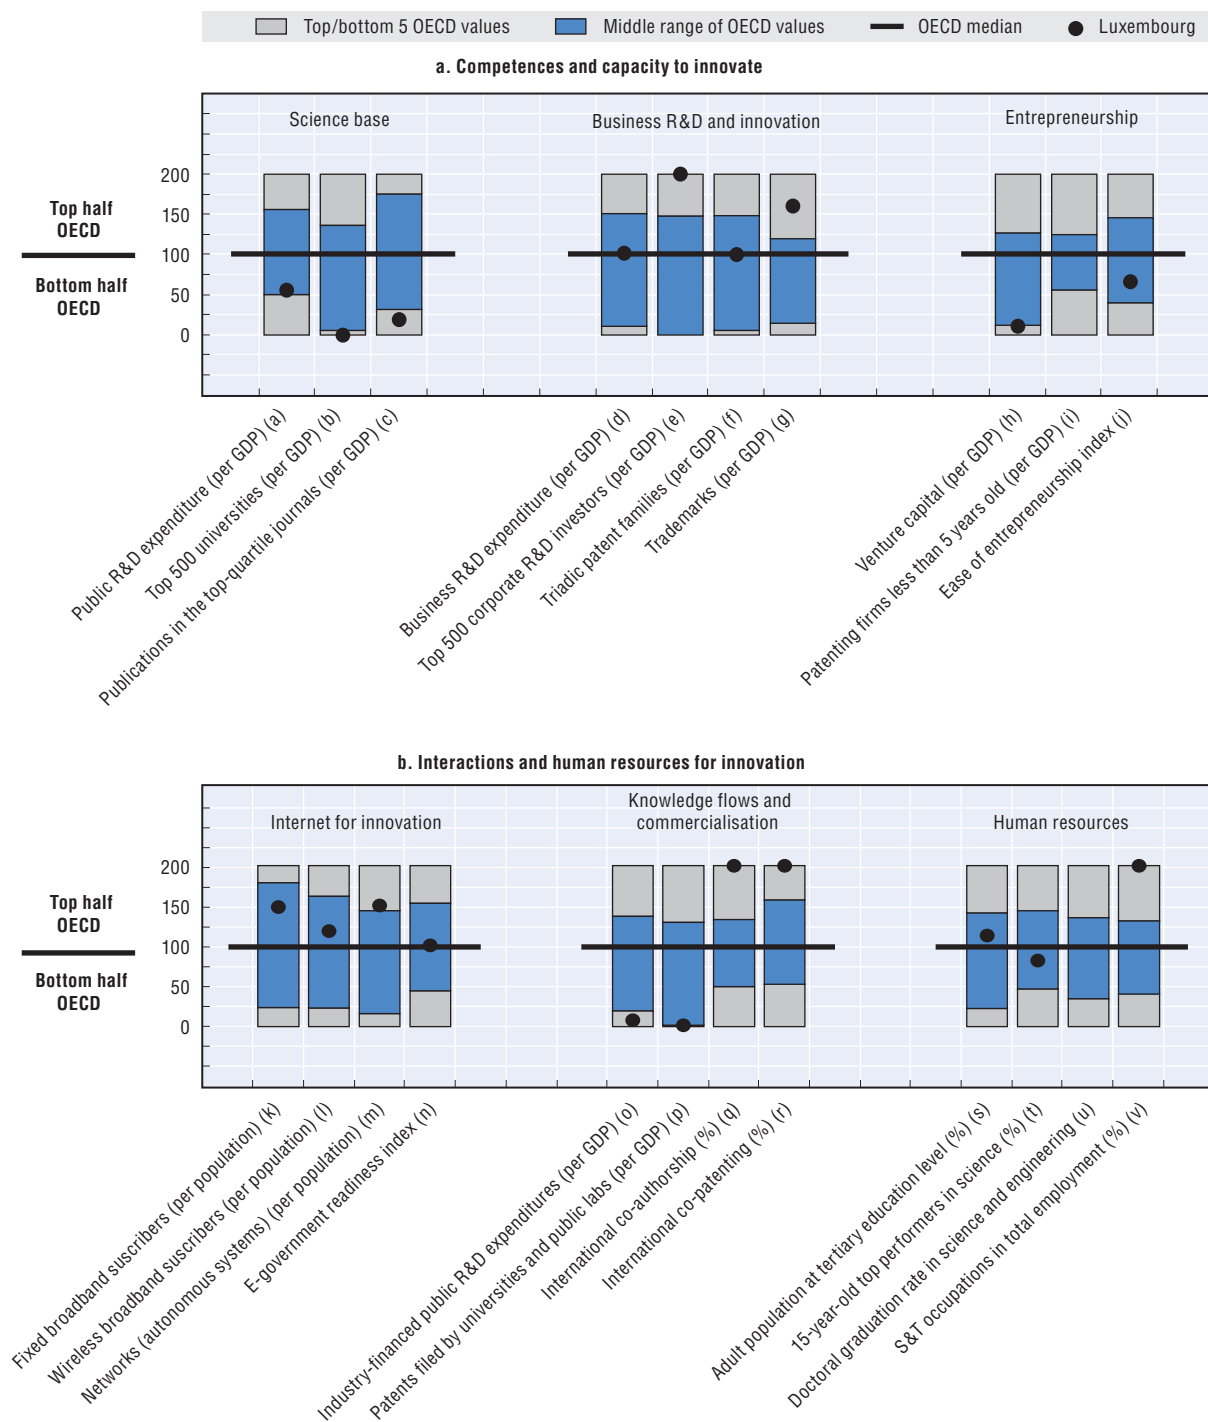 Top/bottom 5 OECD values Middle range of OECD values OECD median Luxembourg
a. Competences and capacity to innovate
Science base
Business R&D and innovation
Entrepreneurship
200
150
100
50
0
Top half
OECD
Bottom half
OECD
Public R&D expenditure (per GDP) (a)
Top 500 universities (per GDP) (b)
Publications in the top-quartile journals (per GDP) (c)
Business R&D expenditure (per GDP) (d)
Top 500 corporate R&D investors (per GDP) (e)
Triadic patent families (per GDP) (f)
Trademarks (per GDP) (g)
Venture capital (per GDP) (h)
Patenting firms less than 5 years old (per GDP) (i)
Ease of entrepreneurship index (j)
b. Interactions and human resources for innovation
Internet for innovation
Knowledge flows and
commercialisation
Human resources
200
150
100
50
0
Top half
OECD
Bottom half
OECD
Fixed broadband suscribers (per population) (k)
Wireless broadband suscribers (per population) (l)
Networks (autonomous systems) (per population) (m)
E-government readiness index (n)
Industry-financed public R&D expenditures (per GDP) (o)
Patents filed by universities and public labs (per GDP) (p)
International co-authorship (%) (q)
International co-patenting (%) (r)
Adult population at tertiary education level (%) (s)
15-year-old top performers in science (%) (t)
Doctoral graduation rate in science and engineering (u)
S&T occupations in total employment (%) (v)